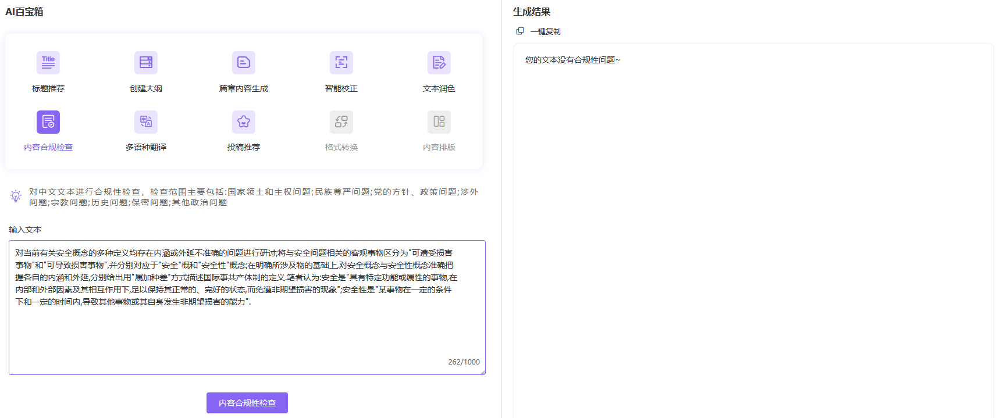 AI百宝箱
Title
标题推荐
创建大纲
篇章内容生成
智能校正
文本润色
内容合规检查
多语种翻译
投稿推荐
格式转换
内容排版
对中文文本进行合规性检查，检查范围主要包括:国家领土和主权问题;民族尊严问题;党的方针、政策问题;涉外
问题;宗教问题;历史问题;保密问题;其他政治问题
输入文本
对当前有关安全概念的多种定义均存在内涵或外延不准确的问题进行研讨;将与安全问题相关的客观事物区分为"可遭受损害
事物"和"可导致损害事物",并分别对应于"安全"概和"安全性"概念;在明确所涉及物的基础上,对安全概念与安全性概念准确把
握各自的内涵和外延,分别给出用"属加种差"方式描述国际事共产体制的定义.笔者认为:安全是"具有特定功能或属性的事物,在
内部和外部因素及其相互作用下,足以保持其正常的、完好的状态,而免遭非期望损害的现象";安全性是"某事物在一定的条件
下和一定的时间内,导致其他事物或其自身发生非期望损害的能力".
262/1000
内容合规性检查
生成结果
一键复制
您的文本没有合规性问题~